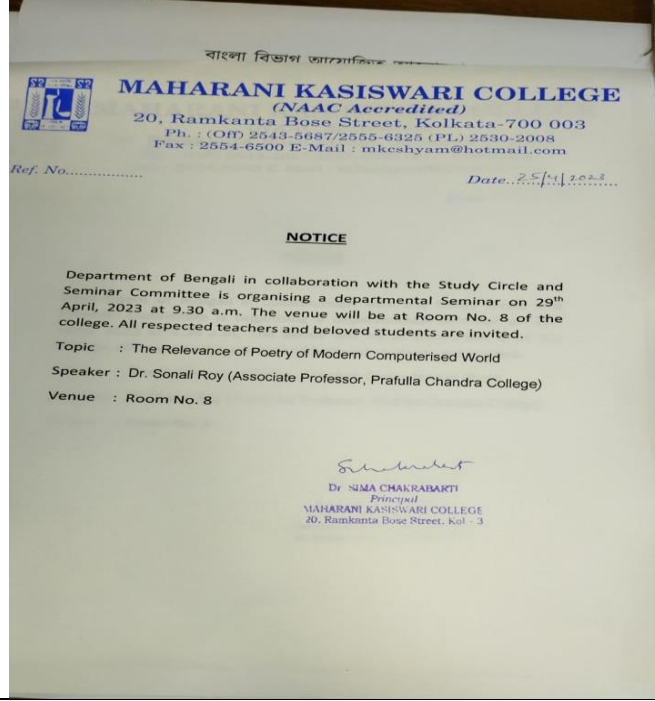 বাংলা বিভাগ আয়োজিত
MAHARANI KASISWARI COLLEGE
(NAAC Accredited)
20, Ramkanta Bose Street, Kolkata-700 003
Ph. : (Off) 2543-5687/2555-6325 (PL) 2530-2008
Fax : 2554-6500 E-Mail : mkcshyam@hotmail.com
Ref. No................ Date..25/4/2023............
NOTICE
Department of Bengali in collaboration with the Study Circle and
Seminar Committee is organising a departmental Seminar on 29th
April, 2023 at 9.30 a.m. The venue will be at Room No. 8 of the
college. All respected teachers and beloved students are invited.
Topic : The Relevance of Poetry of Modern Computerised World
Speaker : Dr. Sonali Roy (Associate Professor, Prafulla Chandra College)
Venue : Room No. 8
Dr SIMA CHAKRABARTI
Principal
MAHARANI KASISWARI COLLEGE
20, Ramkanta Bose Street, Kol - 3